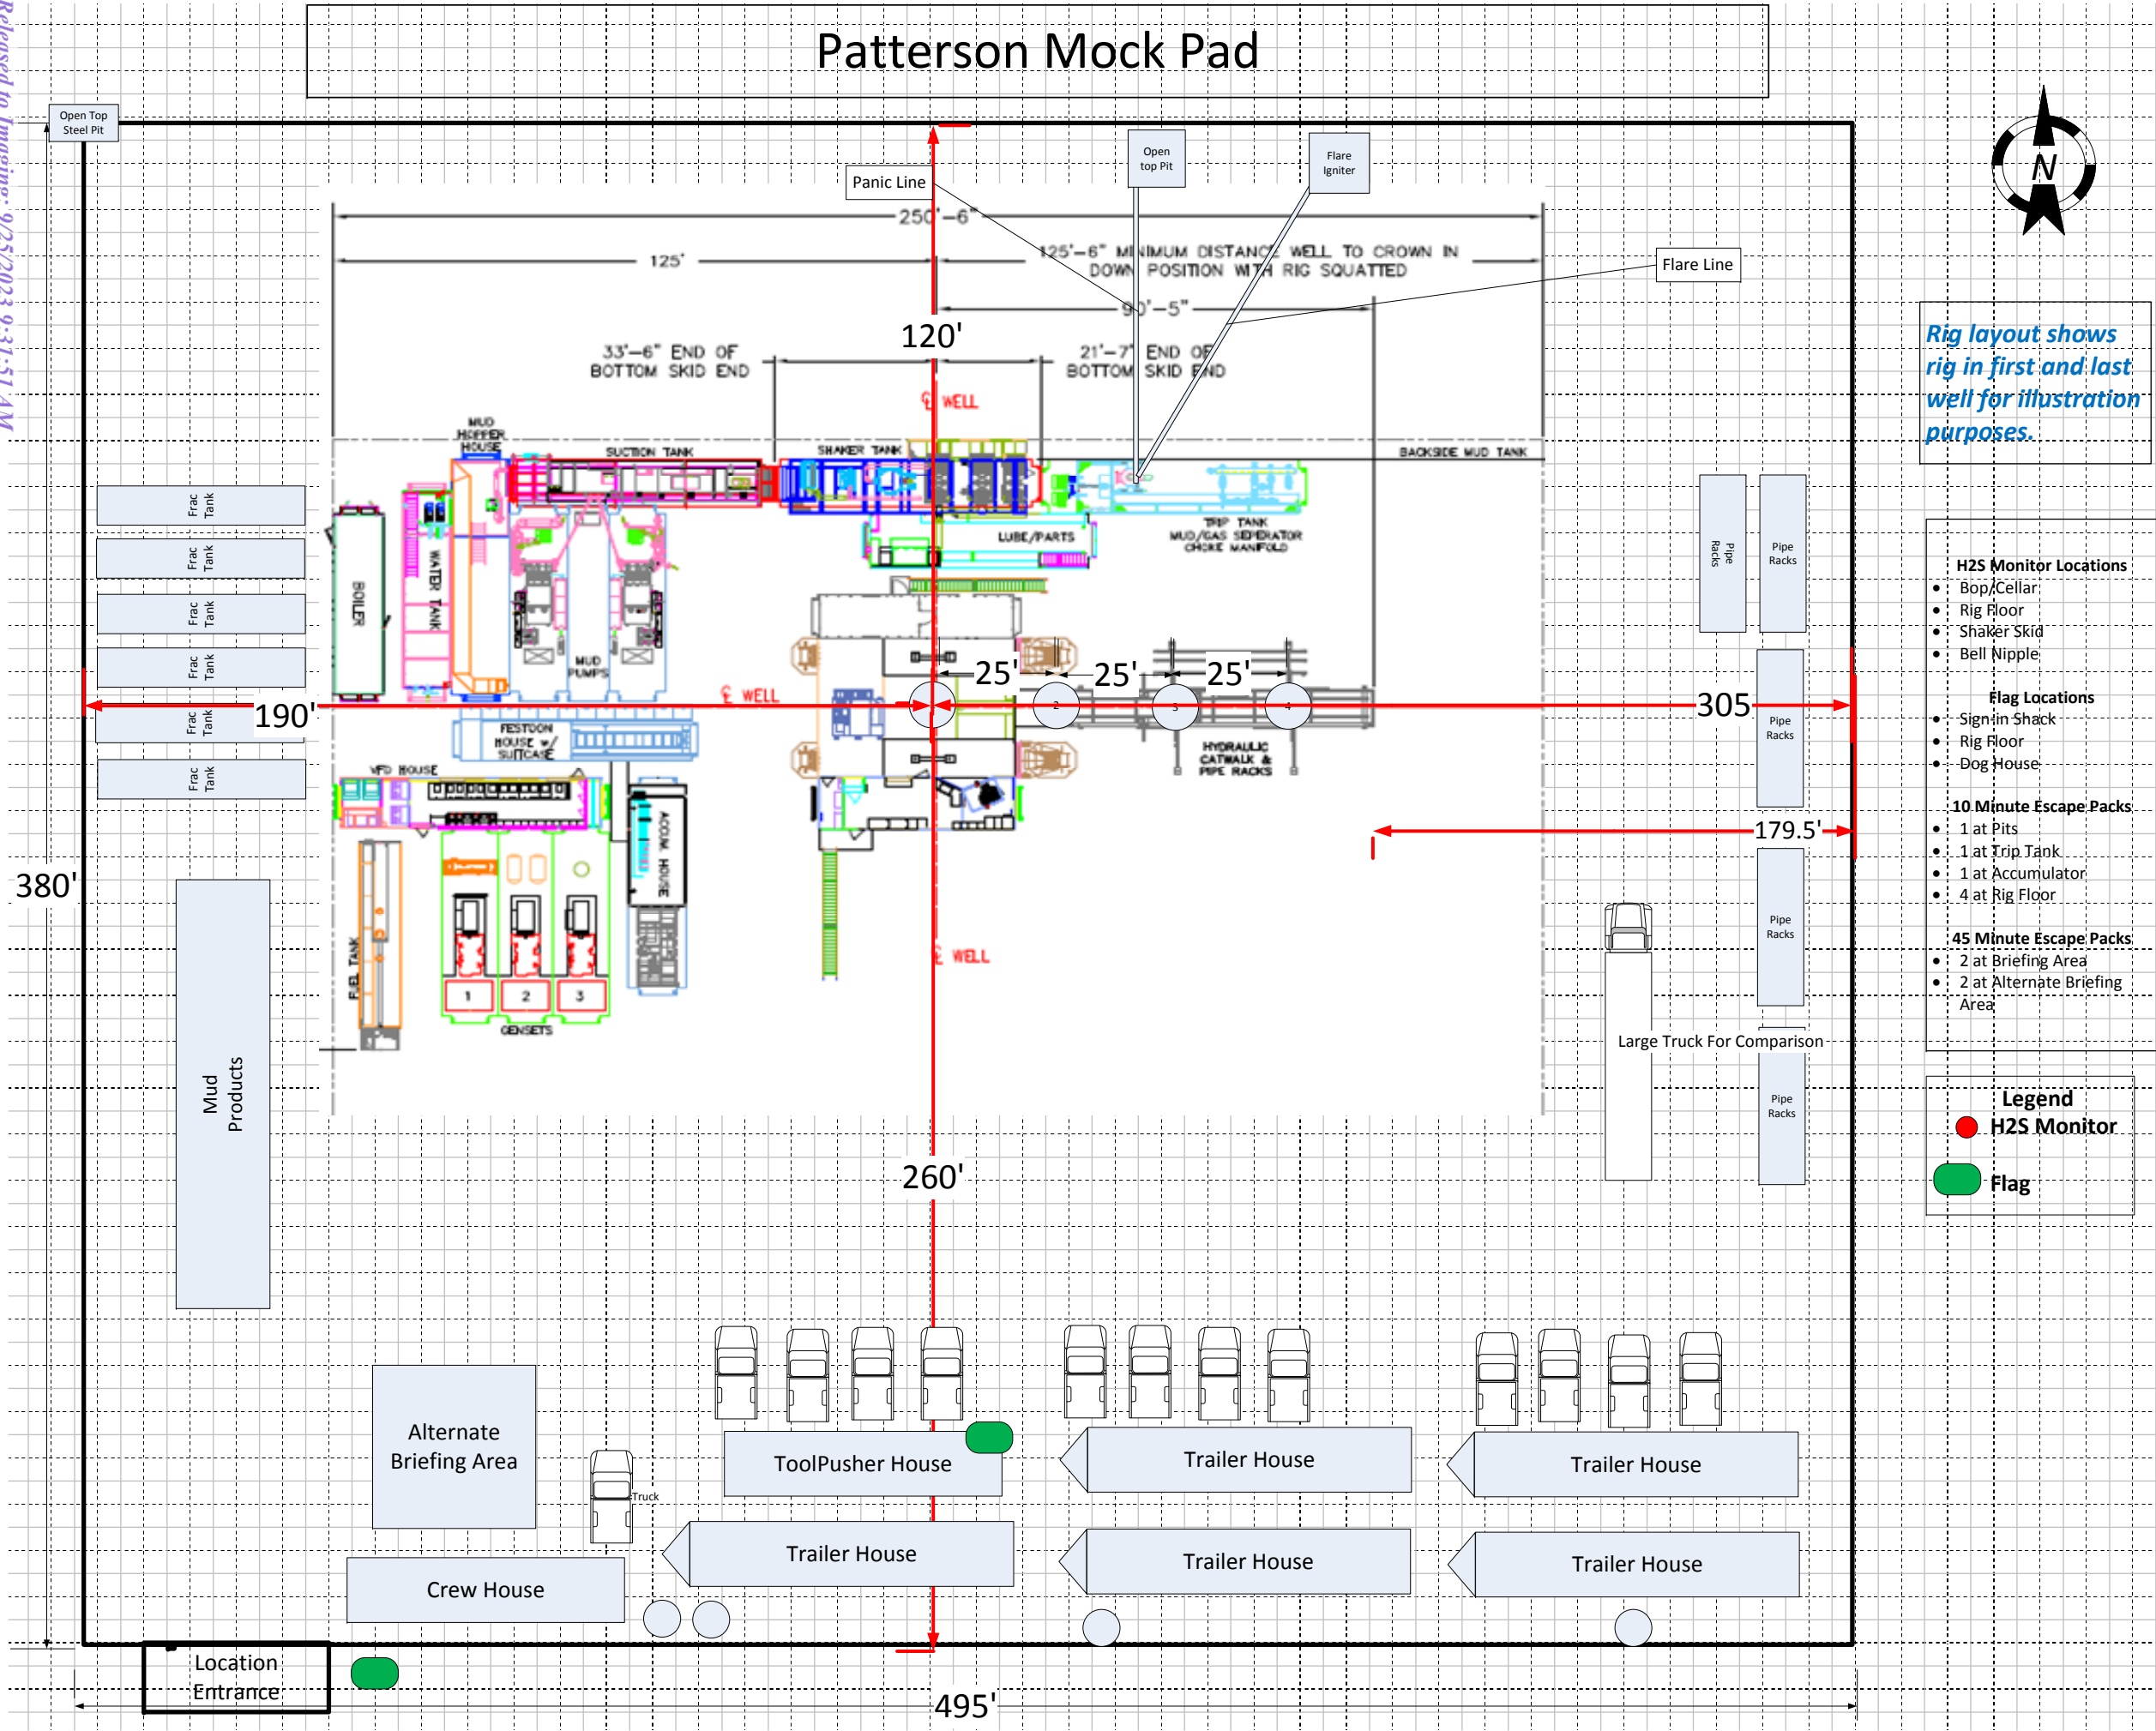 Released to Imaging: 9/25/2023 9:31:51 AM
Patterson Mock Pad
Open Top
Steel Pit
Panic Line
Open
top Pit
Flare
Igniter
N
250'-6"
125'
125'-6" MINIMUM DISTANCE WELL TO CROWN IN
DOWN POSITION WITH RIG SQUATTED
Flare Line
90'-5"
120'
33'-6" END OF
BOTTOM SKID END
21'-7" END OF
BOTTOM SKID END
WELL
Rig layout shows
rig in first and last
well for illustration
purposes.
MUD
HOPPER
HOUSE
SUCTION TANK
SHAKER TANK
BACKSIDE MUD TANK
Frac
Tank
Frac
Tank
Frac
Tank
Frac
Tank
Frac
Tank
Frac
Tank
BOILER
WATER TANK
MUD
PUMPS
LUBE/PARTS
TRIP TANK
MUD/GAS SEPERATOR
CHOKE MANIFOLD
Pipe
Racks
Pipe
Racks
Pipe
Racks
Pipe
Racks
Pipe
Racks
25'
25'
25'
2
3
4
190'
WELL
305
HYDRAULIC
CATWALK &
PIPE RACKS
FESTOON
HOUSE w/
SUITCASE
VFD HOUSE
ACCUM. HOUSE
FUEL TANK
1
2
3
GENSETS
WELL
179.5'
380'
Mud
Products
Large Truck For Comparison
260'
H2S Monitor Locations
• Bop/Cellar
• Rig Floor
• Shaker Skid
• Bell Nipple
Flag Locations
• Sign in Shack
• Rig Floor
• Dog House
10 Minute Escape Packs
• 1 at Pits
• 1 at Trip Tank
• 1 at Accumulator
• 4 at Rig Floor
45 Minute Escape Packs
• 2 at Briefing Area
• 2 at Alternate Briefing
Area
Legend
H2S Monitor
Flag
Alternate
Briefing Area
Truck
ToolPusher House
Trailer House
Trailer House
Crew House
Trailer House
Trailer House
Trailer House
Location
Entrance
495'